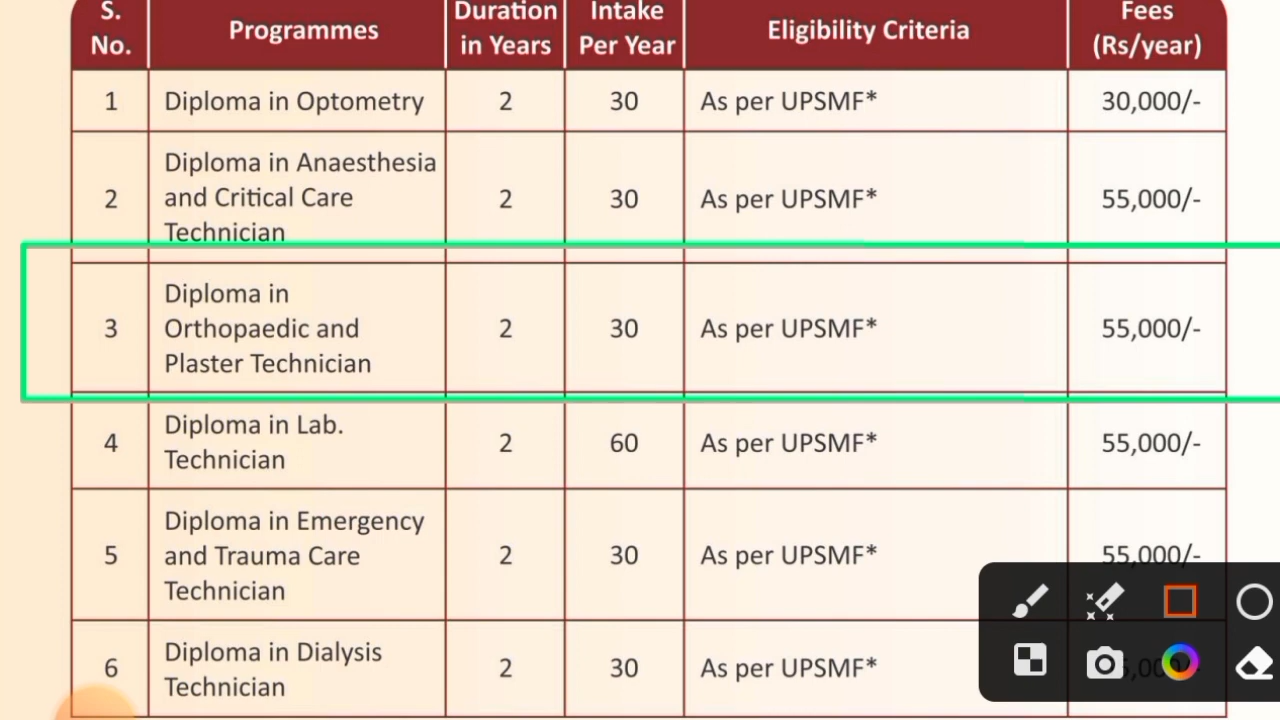 S. No.
Programmes
Duration in Years
Intake Per Year
Eligibility Criteria
Fees (Rs/year)
1
Diploma in Optometry
2
30
As per UPSMF*
30,000/-
2
Diploma in Anaesthesia
and Critical Care
Technician
2
30
As per UPSMF*
55,000/-
3
Diploma in
Orthopaedic and
Plaster Technician
2
30
As per UPSMF*
55,000/-
4
Diploma in Lab.
Technician
2
60
As per UPSMF*
55,000/-
5
Diploma in Emergency
and Trauma Care
Technician
2
30
As per UPSMF*
55,000/-
6
Diploma in Dialysis
Technician
2
30
As per UPSMF*